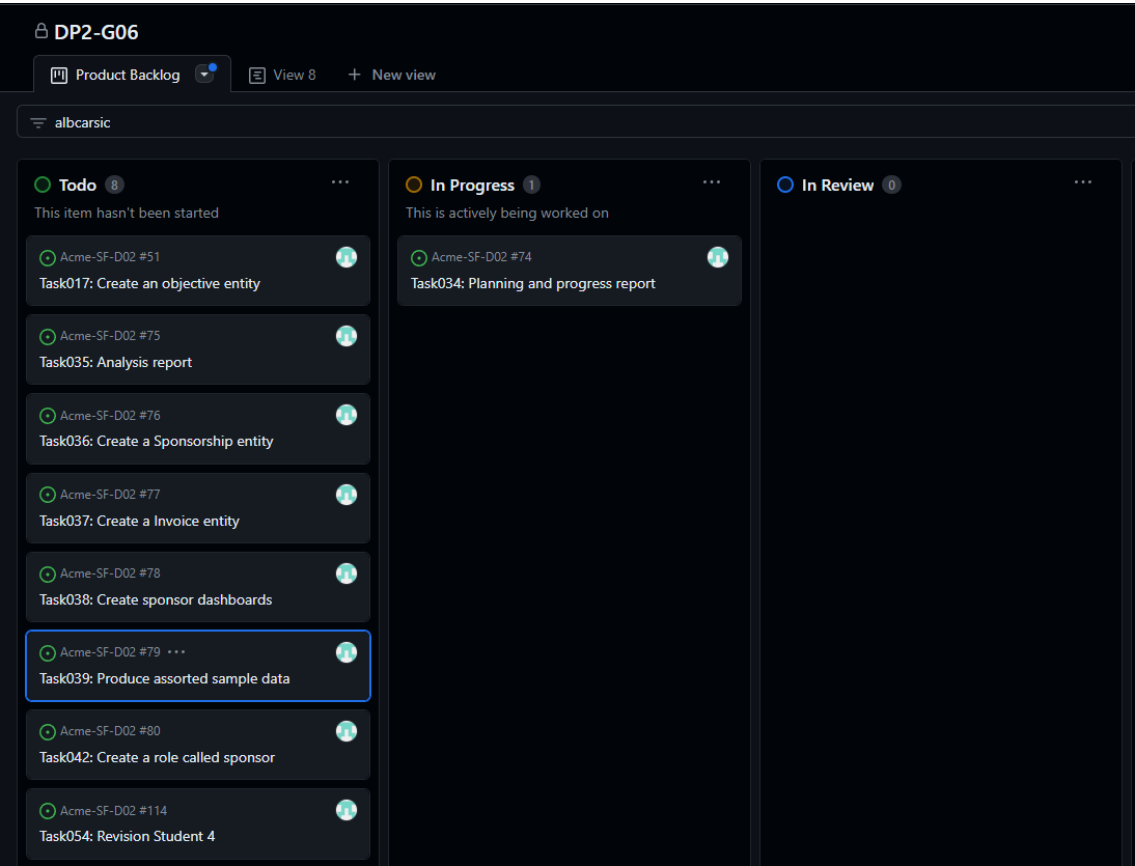 DP2-G06
Product Backlog
View 8
+ New view
albcarsic
Todo 8
This item hasn't been started
Acme-SF-D02 #51
Task017: Create an objective entity
Acme-SF-D02 #75
Task035: Analysis report
Acme-SF-D02 #76
Task036: Create a Sponsorship entity
Acme-SF-D02 #77
Task037: Create a Invoice entity
Acme-SF-D02 #78
Task038: Create sponsor dashboards
Acme-SF-D02 #79
Task039: Produce assorted sample data
Acme-SF-D02 #80
Task042: Create a role called sponsor
Acme-SF-D02 #114
Task054: Revision Student 4
In Progress 1
This is actively being worked on
Acme-SF-D02 #74
Task034: Planning and progress report
In Review 0